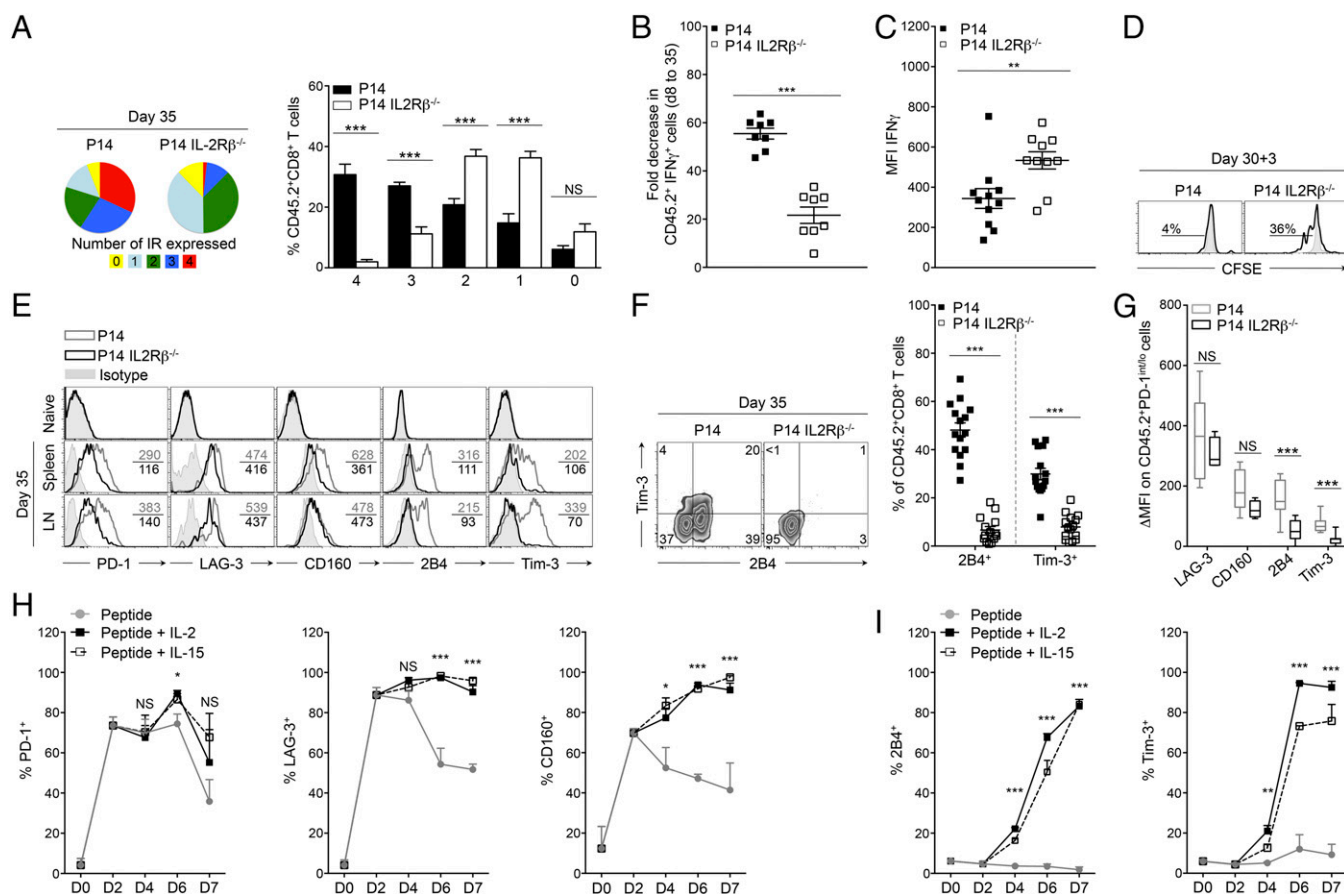 A
Day 35
P14
P14 IL-2Rβ-/-
Number of IR expressed
0 1 2 3 4
% CD45.2+CD8+ T cells
60
40
20
0
P14
P14 IL2Rβ-/-
***
***
***
***
NS
4 3 2 1 0
B
P14
P14 IL2Rβ-/-
Fold decrease in
CD45.2+ IFNγ+ cells (d8 to 35)
100
80
60
40
20
0
***
C
P14
P14 IL2Rβ-/-
MFI IFNγ
1200
1000
800
600
400
200
0
**
D
Day 30+3
P14
P14 IL2Rβ-/-
4%
36%
CFSE
E
P14
P14 IL2Rβ-/-
Isotype
Naive
Day 35
Spleen
290 474 628 316 202
116 416 361 111 106
LN
383 539 478 215 339
140 437 473 93 70
PD-1 LAG-3 CD160 2B4 Tim-3
F
Day 35
P14
P14 IL2Rβ-/-
Tim-3
4 20 <1 1
37 39 95 3
2B4
P14
P14 IL2Rβ-/-
% of CD45.2+CD8+ T cells
100
80
60
40
20
0
***
***
2B4+ Tim-3+
G
P14
P14 IL2Rβ-/-
ΔMFI on CD45.2+PD-1int/lo cells
800
600
400
200
0
NS
NS
***
***
LAG-3 CD160 2B4 Tim-3
H
Peptide
Peptide + IL-2
Peptide + IL-15
% PD-1+
120
100
80
60
40
20
0
NS
*
NS
D0 D2 D4 D6 D7
% LAG-3+
120
100
80
60
40
20
0
NS
***
***
D0 D2 D4 D6 D7
% CD160+
120
100
80
60
40
20
0
*
***
***
D0 D2 D4 D6 D7
I
Peptide
Peptide + IL-2
Peptide + IL-15
% 2B4+
120
100
80
60
40
20
0
***
***
***
D0 D2 D4 D6 D7
% Tim-3+
120
100
80
60
40
20
0
**
***
***
D0 D2 D4 D6 D7